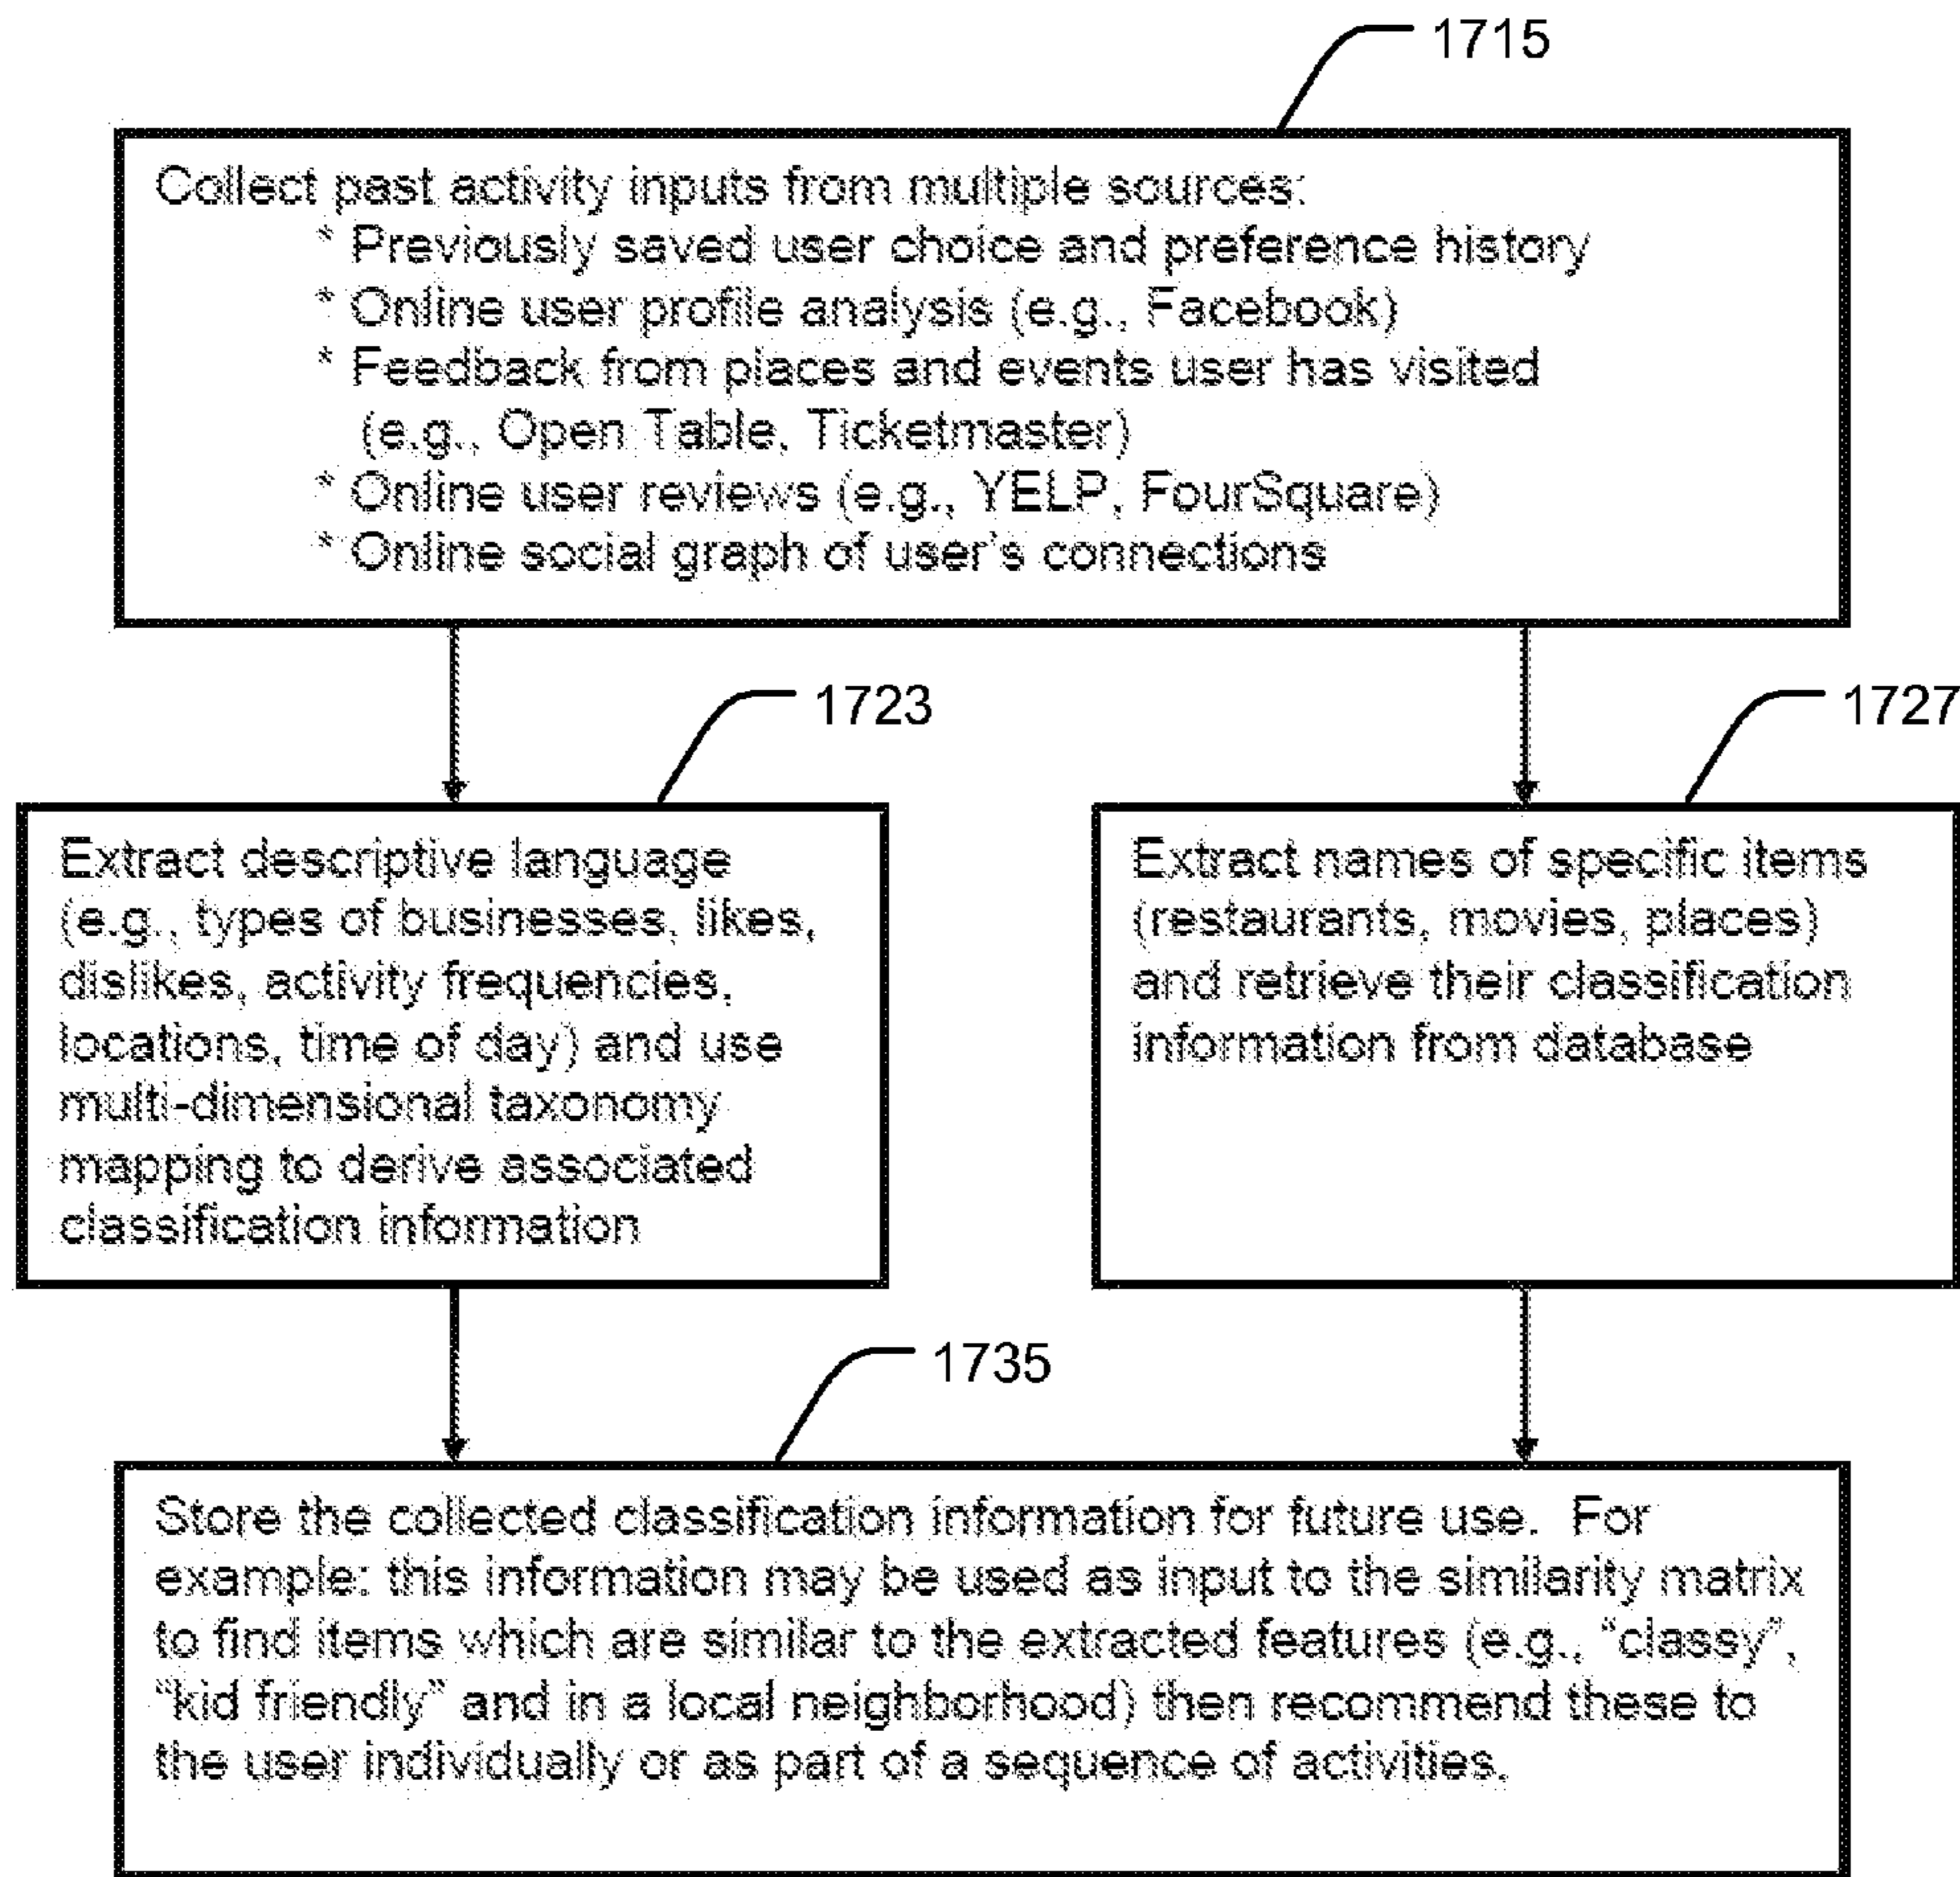 1715
Collect past activity inputs from multiple sources:
* Previously saved user choice and preference history
* Online user profile analysis (e.g., Facebook)
* Feedback from places and events user has visited
(e.g., Open Table, Ticketmaster)
* Online user reviews (e.g., YELP, FourSquare)
* Online social graph of user's connections
1723
Extract descriptive language
(e.g., types of businesses, likes,
dislikes, activity frequencies,
locations, time of day) and use
multi-dimensional taxonomy
mapping to derive associated
classification information
1727
Extract names of specific items
(restaurants, movies, places)
and retrieve their classification
information from database
1735
Store the collected classification information for future use.  For
example: this information may be used as input to the similarity matrix
to find items which are similar to the extracted features (e.g., “classy”,
“kid friendly” and in a local neighborhood) then recommend these to
the user individually or as part of a sequence of activities.